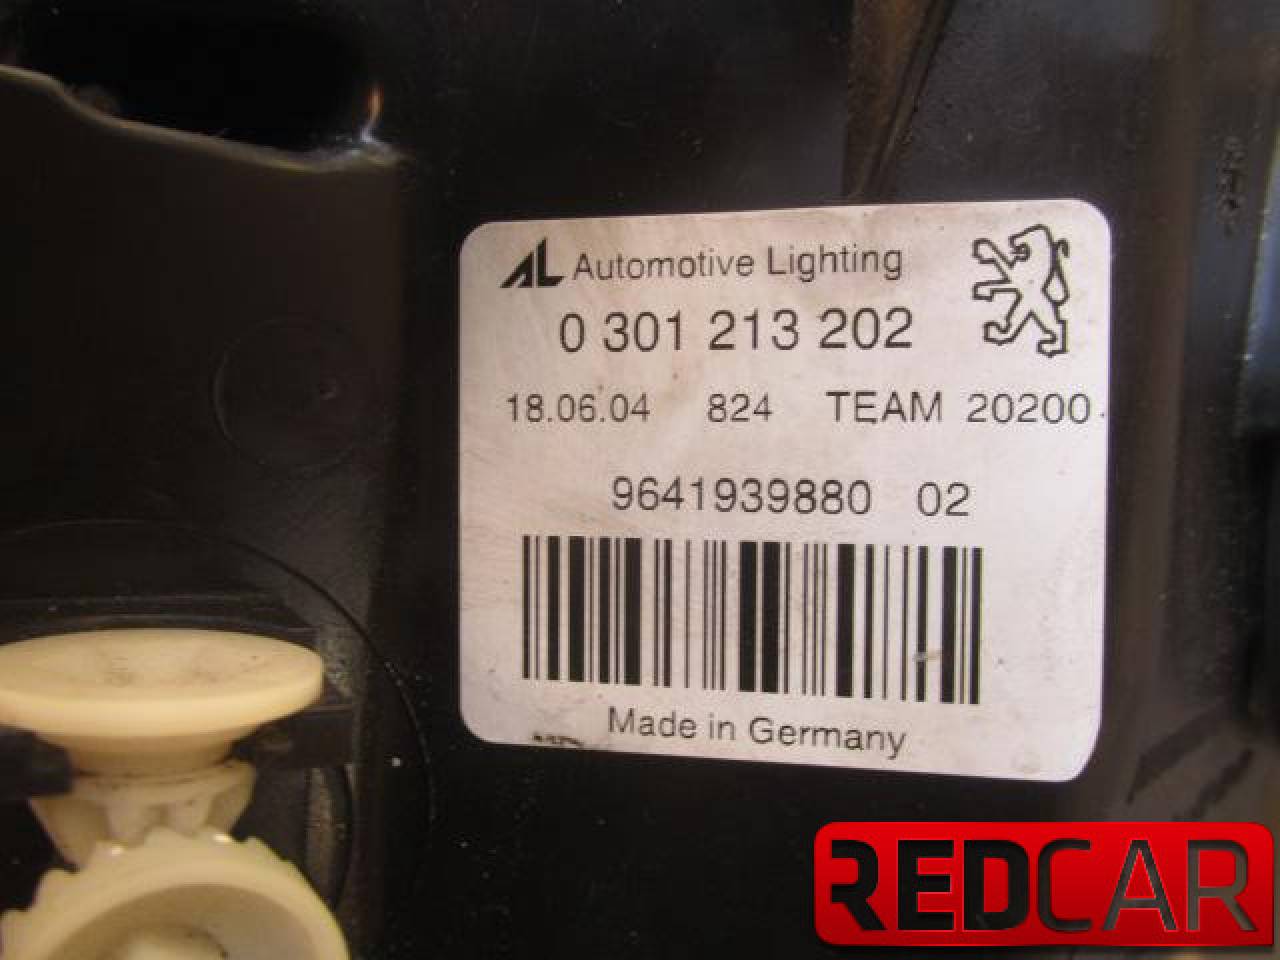 AL Automotive Lighting
0 301 213 202
18.06.04 824 TEAM 20200
9641939880 02
Made in Germany
REDCAR